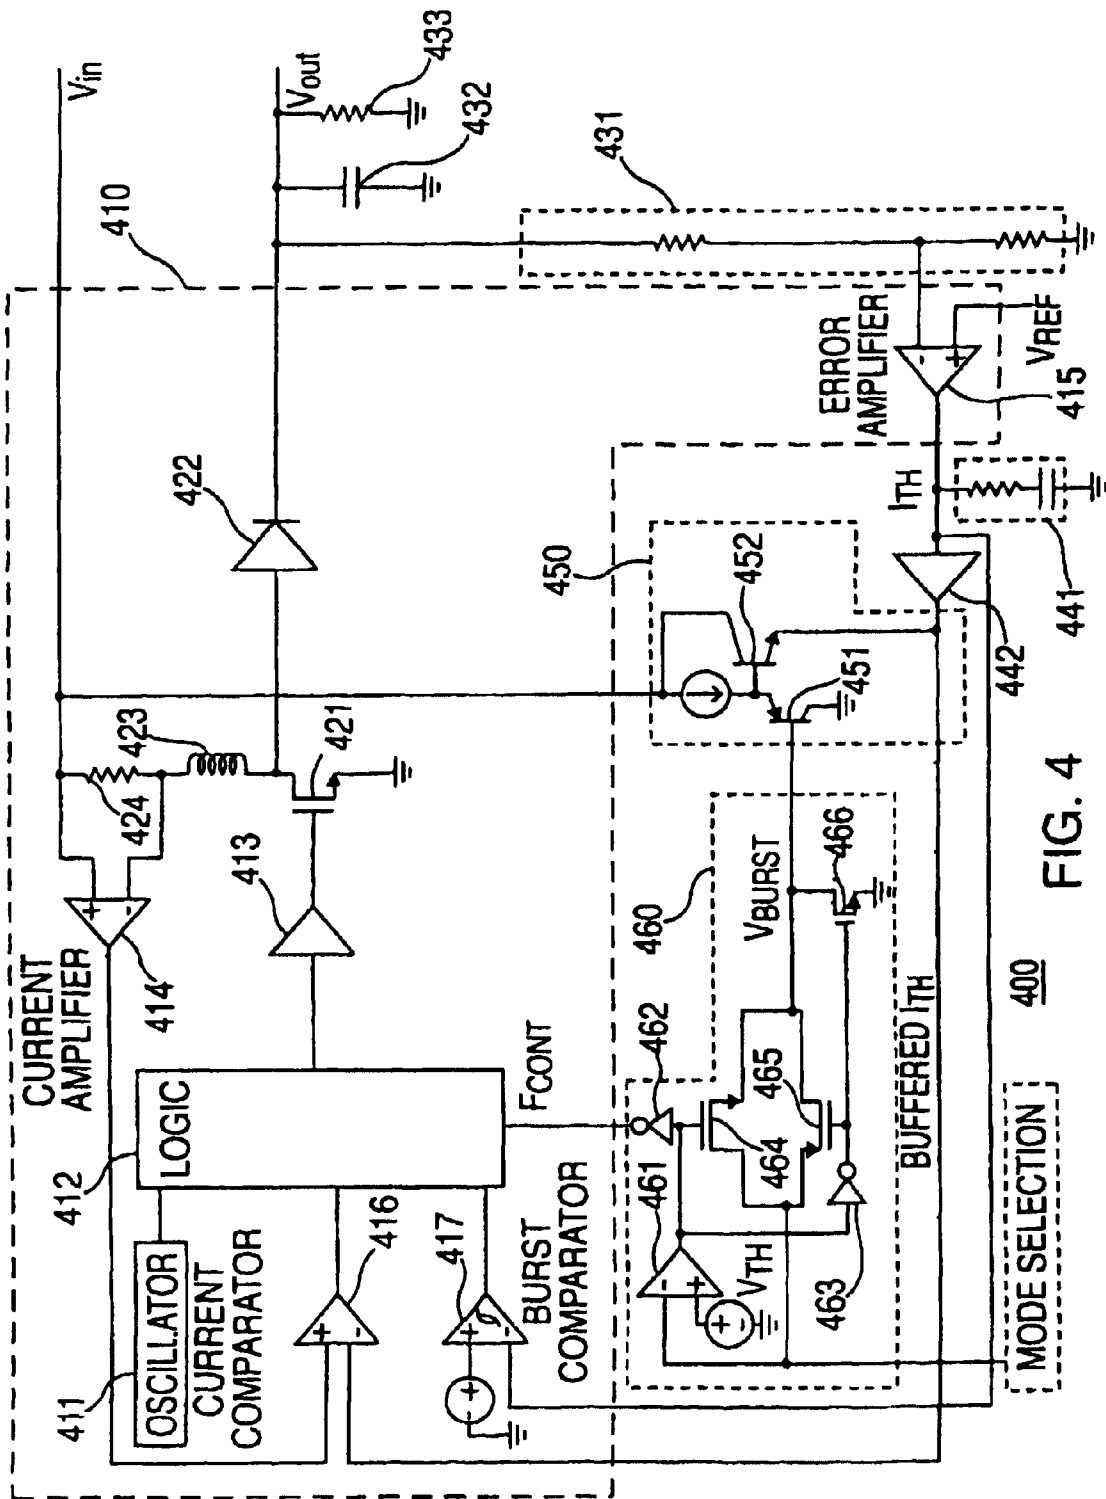 Vin
Vout
433
432
410
431
422
423
424
421
413
CURRENT
AMPLIFIER
414
412
LOGIC
FCONT
411
OSCILLATOR
CURRENT
COMPARATOR
416
417
BURST
COMPARATOR
ERROR
AMPLIFIER
VREF
415
ITH
441
442
450
452
451
460
VBURST
466
462
465
464
461
VTH
463
BUFFERED ITH
MODE SELECTION
400
FIG. 4
+
-
+
-
+
-
+
-
-
+
+
-
-
+